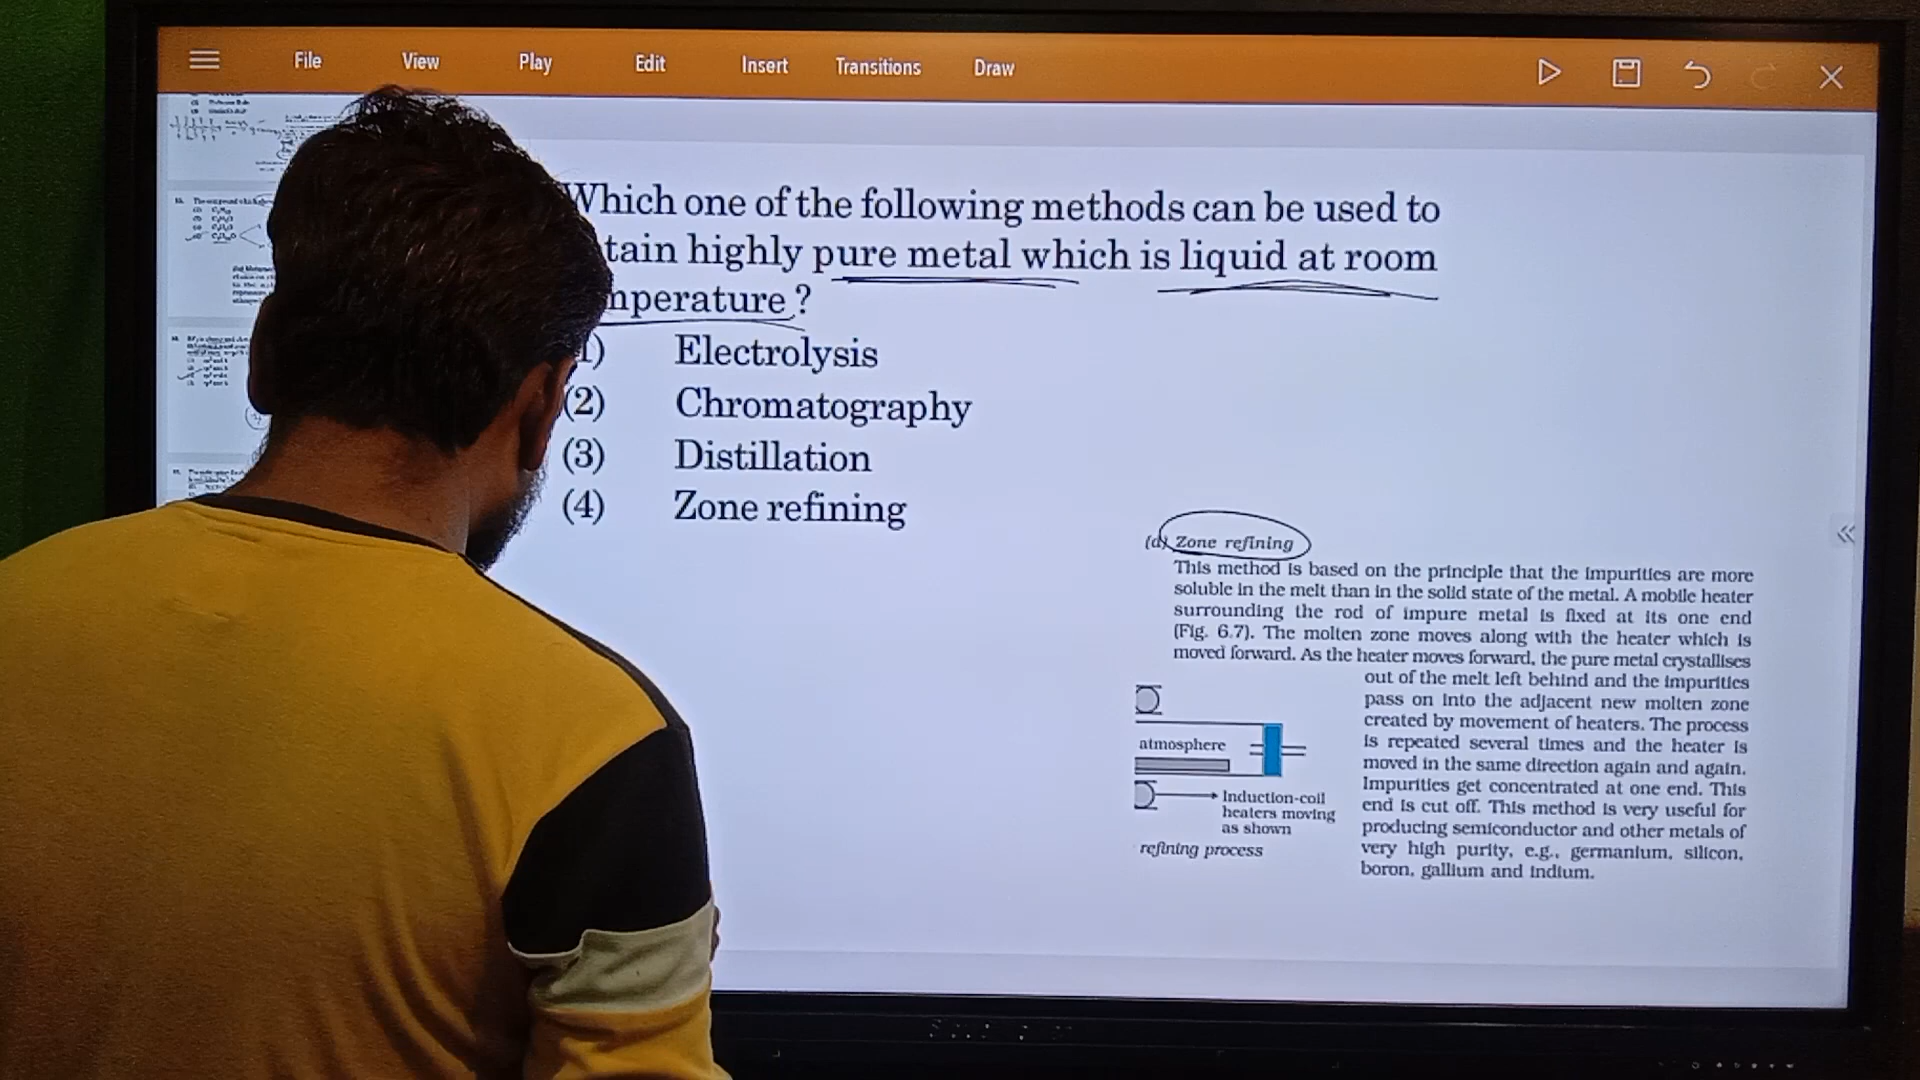 File View Play Edit Insert Transitions Draw
Which one of the following methods can be used to
tain highly pure metal which is liquid at room
mperature ?
1) Electrolysis
(2) Chromatography
(3) Distillation
(4) Zone refining
(d) Zone refining
This method is based on the principle that the impurities are more
soluble in the melt than in the solid state of the metal. A mobile heater
surrounding the rod of impure metal is fixed at its one end
(Fig. 6.7). The molten zone moves along with the heater which is
moved forward. As the heater moves forward, the pure metal crystallises
out of the melt left behind and the impurities
pass on into the adjacent new molten zone
created by movement of heaters. The process
is repeated several times and the heater is
moved in the same direction again and again.
Impurities get concentrated at one end. This
end is cut off. This method is very useful for
producing semiconductor and other metals of
very high purity, e.g., germanium, silicon,
boron, gallium and indium.
atmosphere
Induction-coil
heaters moving
as shown
refining process